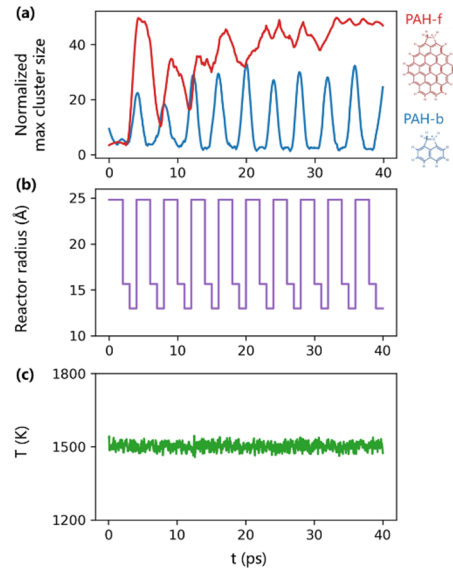 (a)
Normalized
max cluster size
40
20
0
0 10 20 30 40
PAH-f
PAH-b
(b)
Reactor radius (Å)
25
20
15
10
0 10 20 30 40
(c)
T (K)
1800
1500
1200
0 10 20 30 40
t (ps)